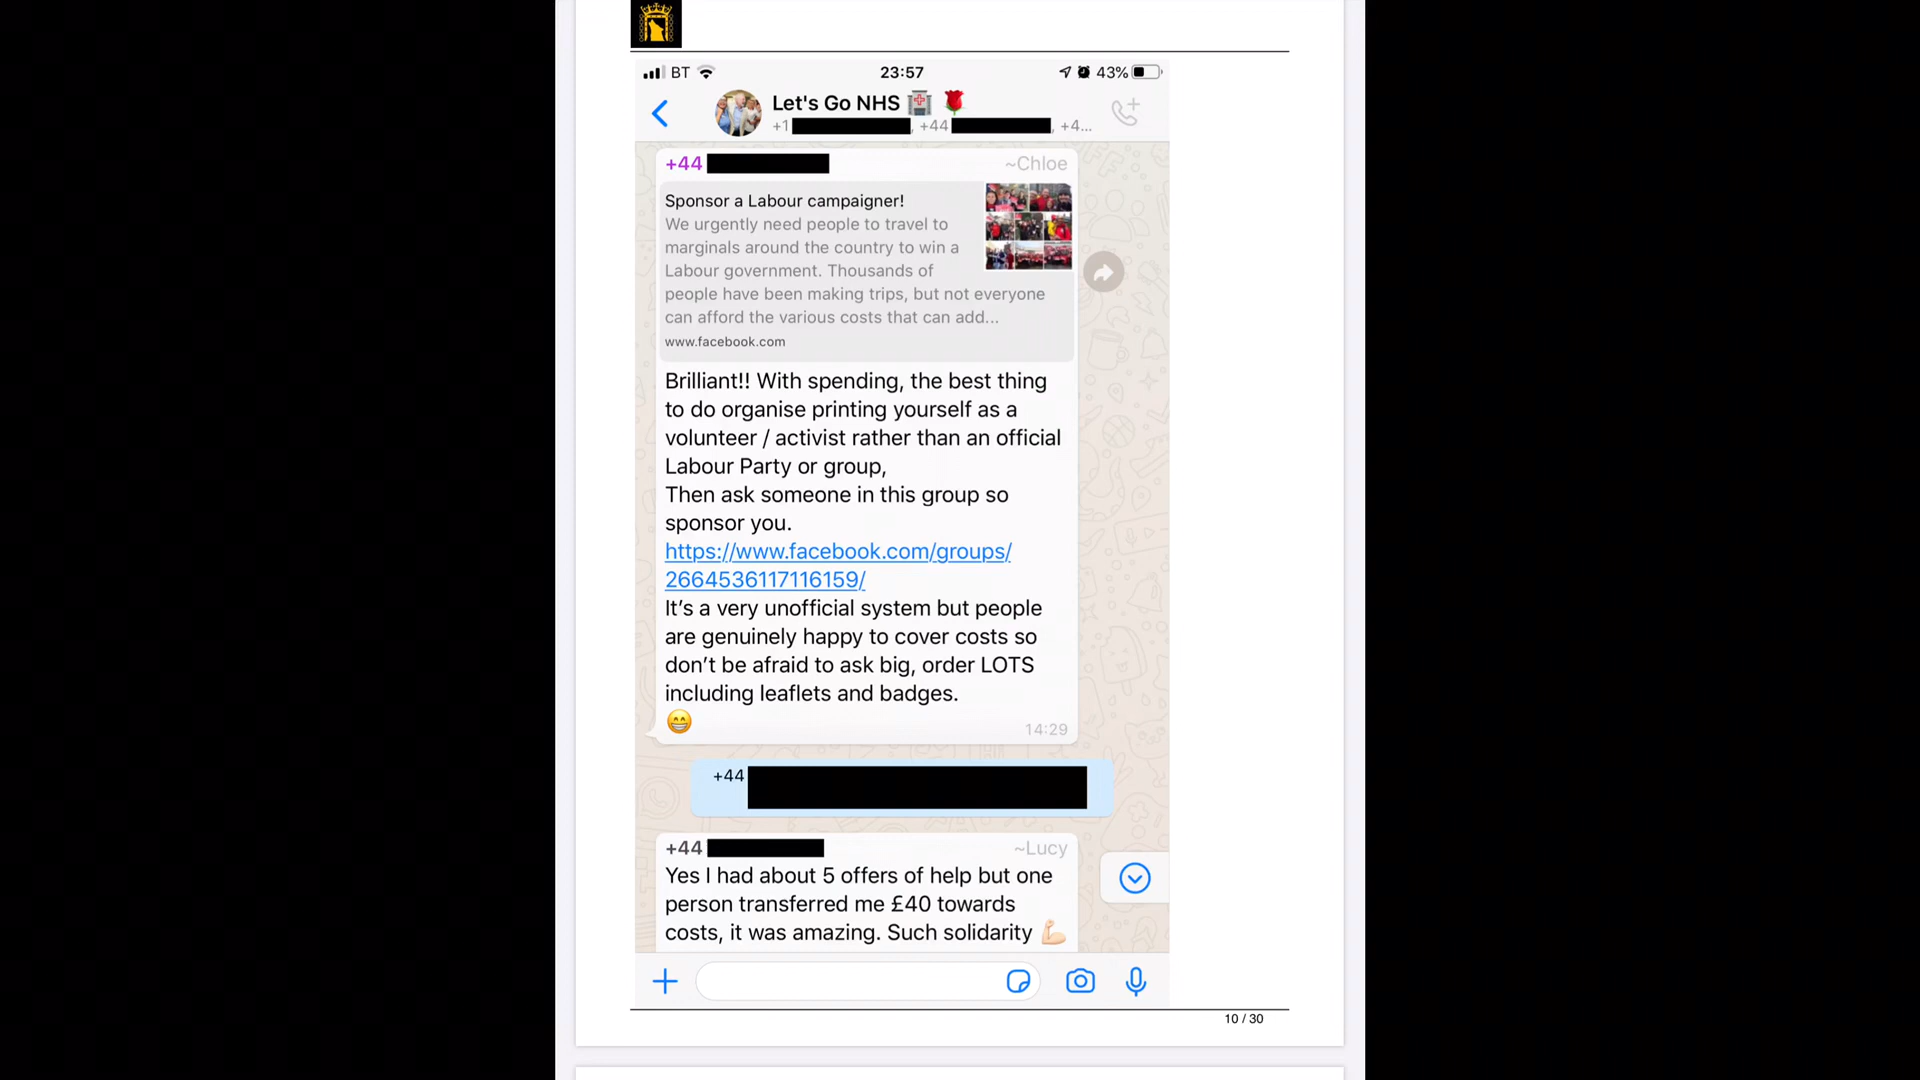 BT
23:57
43%
Let's Go NHS 🏥 🌹
+1 , +44 , +4...
+44 ~Chloe
Sponsor a Labour campaigner!
We urgently need people to travel to
marginals around the country to win a
Labour government. Thousands of
people have been making trips, but not everyone
can afford the various costs that can add...
www.facebook.com
Brilliant!! With spending, the best thing
to do organise printing yourself as a
volunteer / activist rather than an official
Labour Party or group,
Then ask someone in this group so
sponsor you.
https://www.facebook.com/groups/
2664536117116159/
It's a very unofficial system but people
are genuinely happy to cover costs so
don't be afraid to ask big, order LOTS
including leaflets and badges.
😁
14:29
+44
+44 ~Lucy
Yes I had about 5 offers of help but one
person transferred me £40 towards
costs, it was amazing. Such solidarity 💪🏻
10 / 30